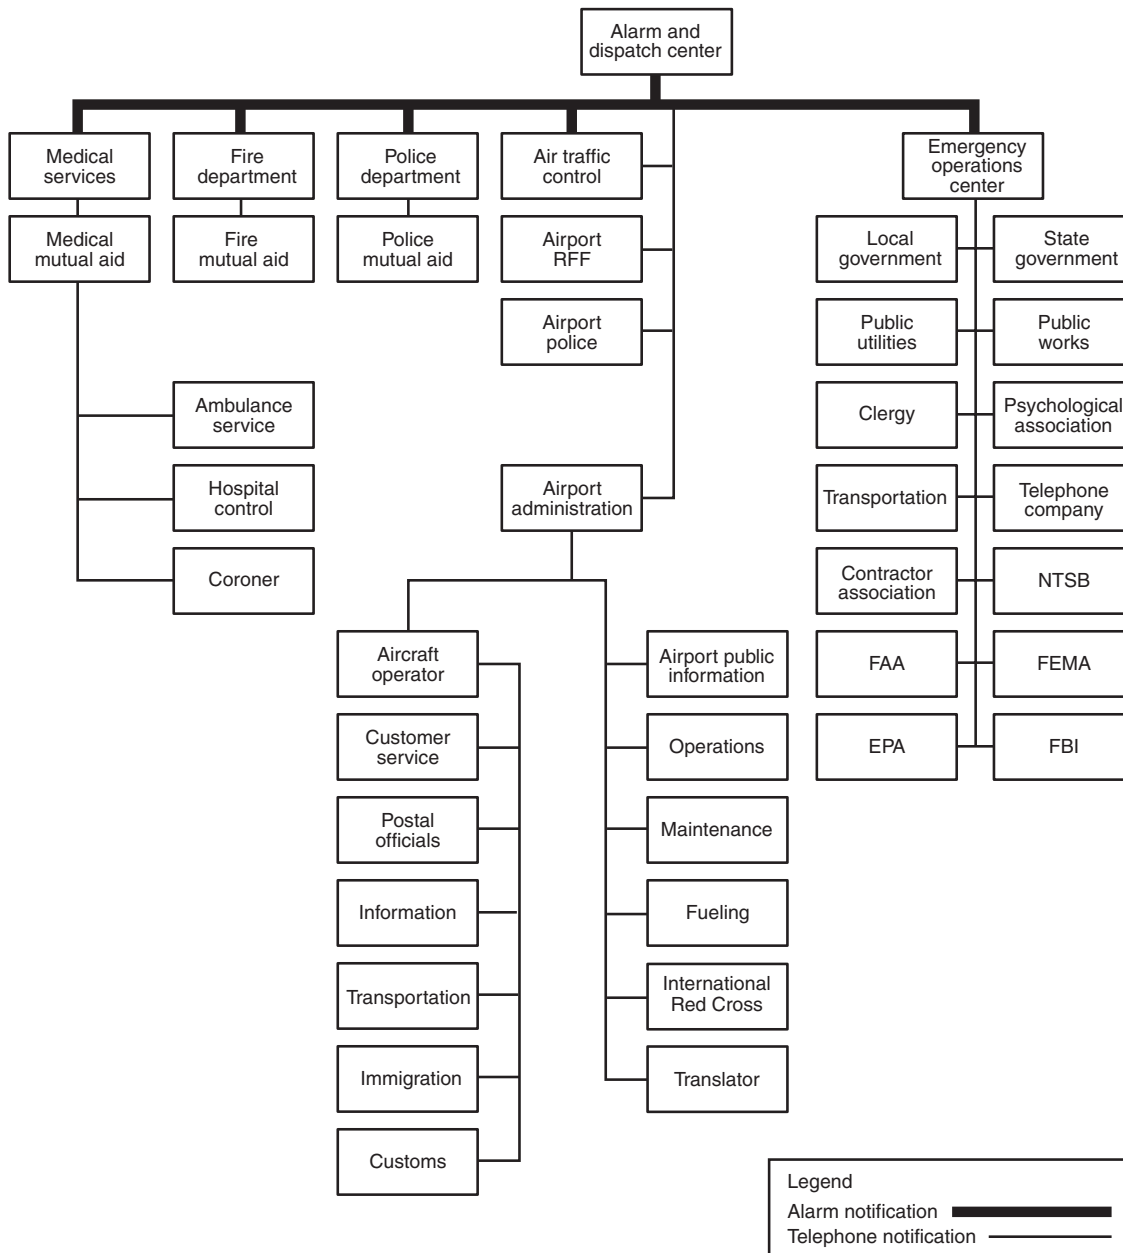 Alarm and
dispatch center
Medical
services
Fire
department
Police
department
Air traffic
control
Emergency
operations
center
Medical
mutual aid
Fire
mutual aid
Police
mutual aid
Airport
RFF
Local
government
State
government
Airport
police
Public
utilities
Public
works
Ambulance
service
Clergy
Psychological
association
Hospital
control
Airport
administration
Transportation
Telephone
company
Coroner
Contractor
association
NTSB
Aircraft
operator
Airport public
information
FAA
FEMA
Customer
service
Operations
EPA
FBI
Postal
officials
Maintenance
Information
Fueling
Transportation
International
Red Cross
Immigration
Translator
Customs
Legend
Alarm notification
Telephone notification